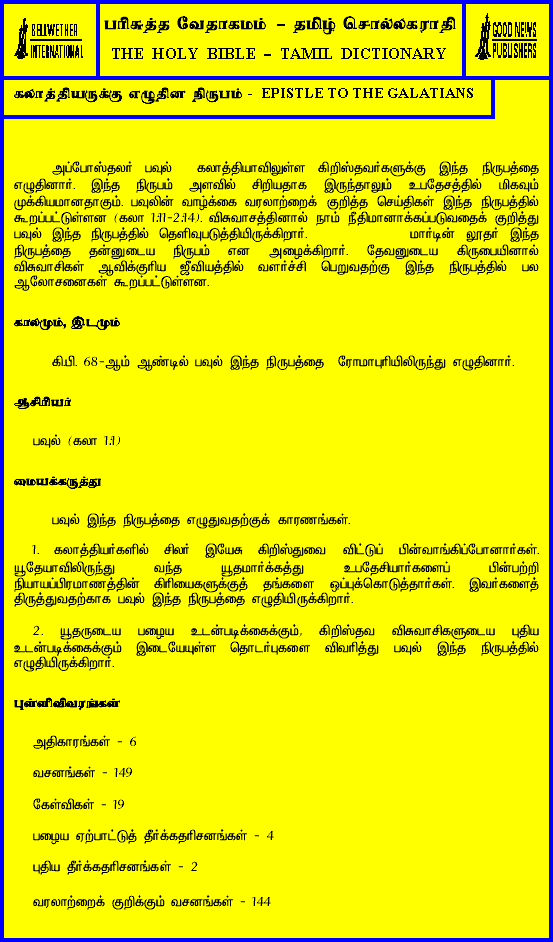 BELLWETHER
INTERNATIONAL
பரிசுத்த வேதாகமம் – தமிழ் சொல்லகராதி
THE HOLY BIBLE – TAMIL DICTIONARY
GOOD NEWS
PUBLISHERS
கலாத்தியருக்கு எழுதின நிருபம் - EPISTLE TO THE GALATIANS
அப்போஸ்தலர் பவுல் கலாத்தியாவிலுள்ள கிறிஸ்தவர்களுக்கு இந்த நிருபத்தை
எழுதினார். இந்த நிருபம் அளவில் சிறியதாக இருந்தாலும் உபதேசத்தில் மிகவும்
முக்கியமானதாகும். பவுலின் வாழ்க்கை வரலாற்றைக் குறித்த செய்திகள் இந்த நிருபத்தில்
கூறப்பட்டுள்ளன (கலா 1:11-2:14). விசுவாசத்தினால் நாம் நீதிமானாக்கப்படுவதைக் குறித்து
பவுல் இந்த நிருபத்தில் தெளிவுபடுத்தியிருக்கிறார். மார்டின் லூதர் இந்த
நிருபத்தை தன்னுடைய நிருபம் என அழைக்கிறார். தேவனுடைய கிருபையினால்
விசுவாசிகள் ஆவிக்குரிய ஜீவியத்தில் வளர்ச்சி பெறுவதற்கு இந்த நிருபத்தில் பல
ஆலோசனைகள் கூறப்பட்டுள்ளன.
காலமும், இடமும்
கி.பி. 68-ஆம் ஆண்டில் பவுல் இந்த நிருபத்தை ரோமாபுரியிலிருந்து எழுதினார்.
ஆசிரியர்
பவுல் (கலா 1:1)
மையக்கருத்து
பவுல் இந்த நிருபத்தை எழுதுவதற்குக் காரணங்கள்.
1. கலாத்தியர்களில் சிலர் இயேசு கிறிஸ்துவை விட்டுப் பின்வாங்கிப்போனார்கள்.
யூதேயாவிலிருந்து வந்த யூதமார்க்கத்து உபதேசியார்களைப் பின்பற்றி
நியாயப்பிரமாணத்தின் கிரியைகளுக்குத் தங்களை ஒப்புக்கொடுத்தார்கள். இவர்களைத்
திருத்துவதற்காக பவுல் இந்த நிருபத்தை எழுதியிருக்கிறார்.
2. யூதருடைய பழைய உடன்படிக்கைக்கும், கிறிஸ்தவ விசுவாசிகளுடைய புதிய
உடன்படிக்கைக்கும் இடையேயுள்ள தொடர்புகளை விவரித்து பவுல் இந்த நிருபத்தில்
எழுதியிருக்கிறார்.
புள்ளிவிவரங்கள்
அதிகாரங்கள் - 6
வசனங்கள் - 149
கேள்விகள் - 19
பழைய ஏற்பாட்டுத் தீர்க்கதரிசனங்கள் - 4
புதிய தீர்க்கதரிசனங்கள் - 2
வரலாற்றைக் குறிக்கும் வசனங்கள் - 144